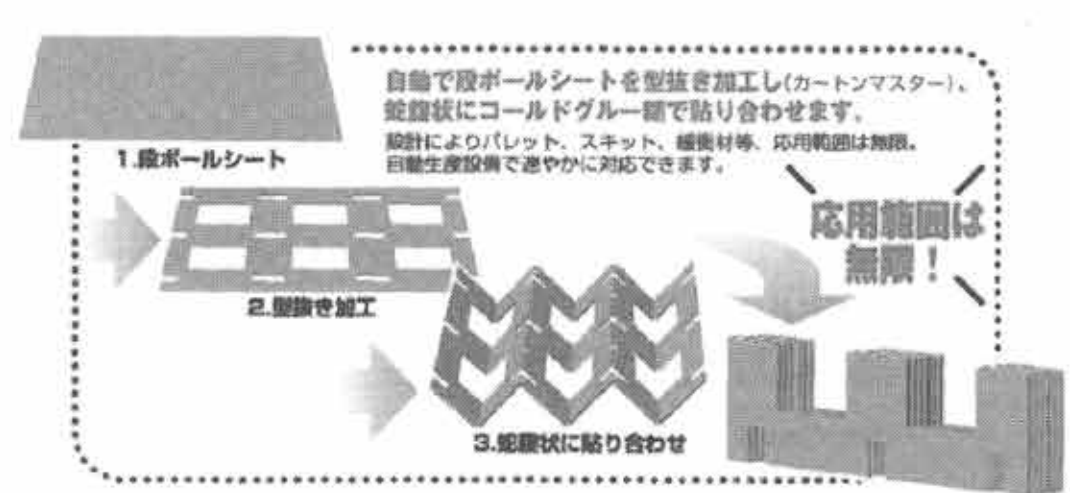 自動で段ボールシートを型抜き加工し(カートンマスター)、
蛇腹状にコールドグルー糊で貼り合わせます。
設計によりパレット、スキット、緩衝材等、応用範囲は無限。
自動生産設備で速やかに対応できます。
1.段ボールシート
応用範囲は
無限!
2.型抜き加工
3.蛇腹状に貼り合わせ